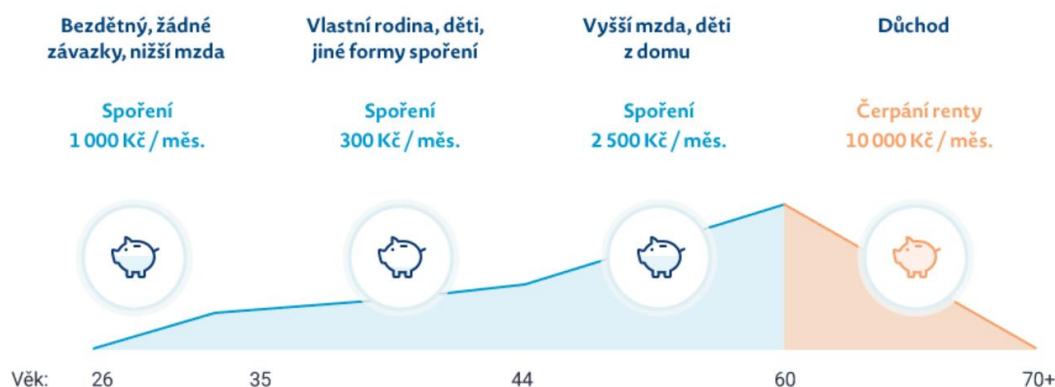 Bezdětný, žádné
závazky, nižší mzda
Spoření
1 000 Kč / měs.
Vlastní rodina, děti,
jiné formy spoření
Spoření
300 Kč / měs.
Vyšší mzda, děti
z domu
Spoření
2 500 Kč / měs.
Důchod
Čerpání renty
10 000 Kč / měs.
Věk: 26 35 44 60 70+